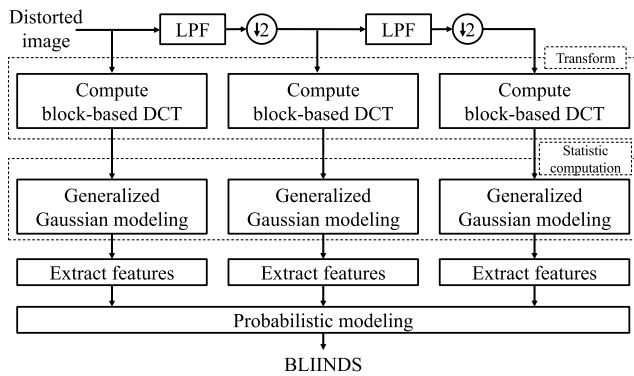 Distorted
image
LPF
↓2
LPF
↓2
Transform
Compute
block-based DCT
Compute
block-based DCT
Compute
block-based DCT
Statistic
computation
Generalized
Gaussian modeling
Generalized
Gaussian modeling
Generalized
Gaussian modeling
Extract features
Extract features
Extract features
Probabilistic modeling
BLIINDS